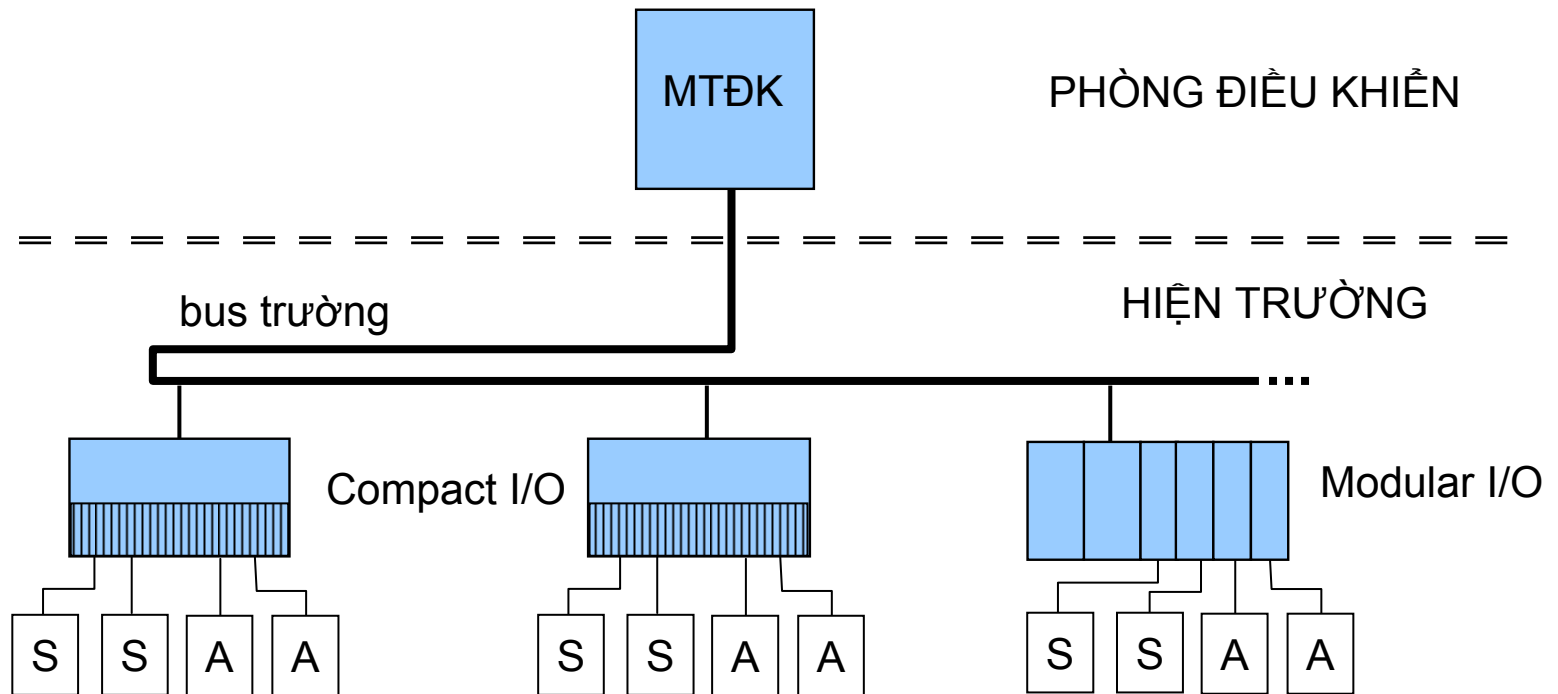 MTĐK
PHÒNG ĐIỀU KHIỂN
HIỆN TRƯỜNG
bus trường
Compact I/O
Modular I/O
S S A A
S S A A
S S A A